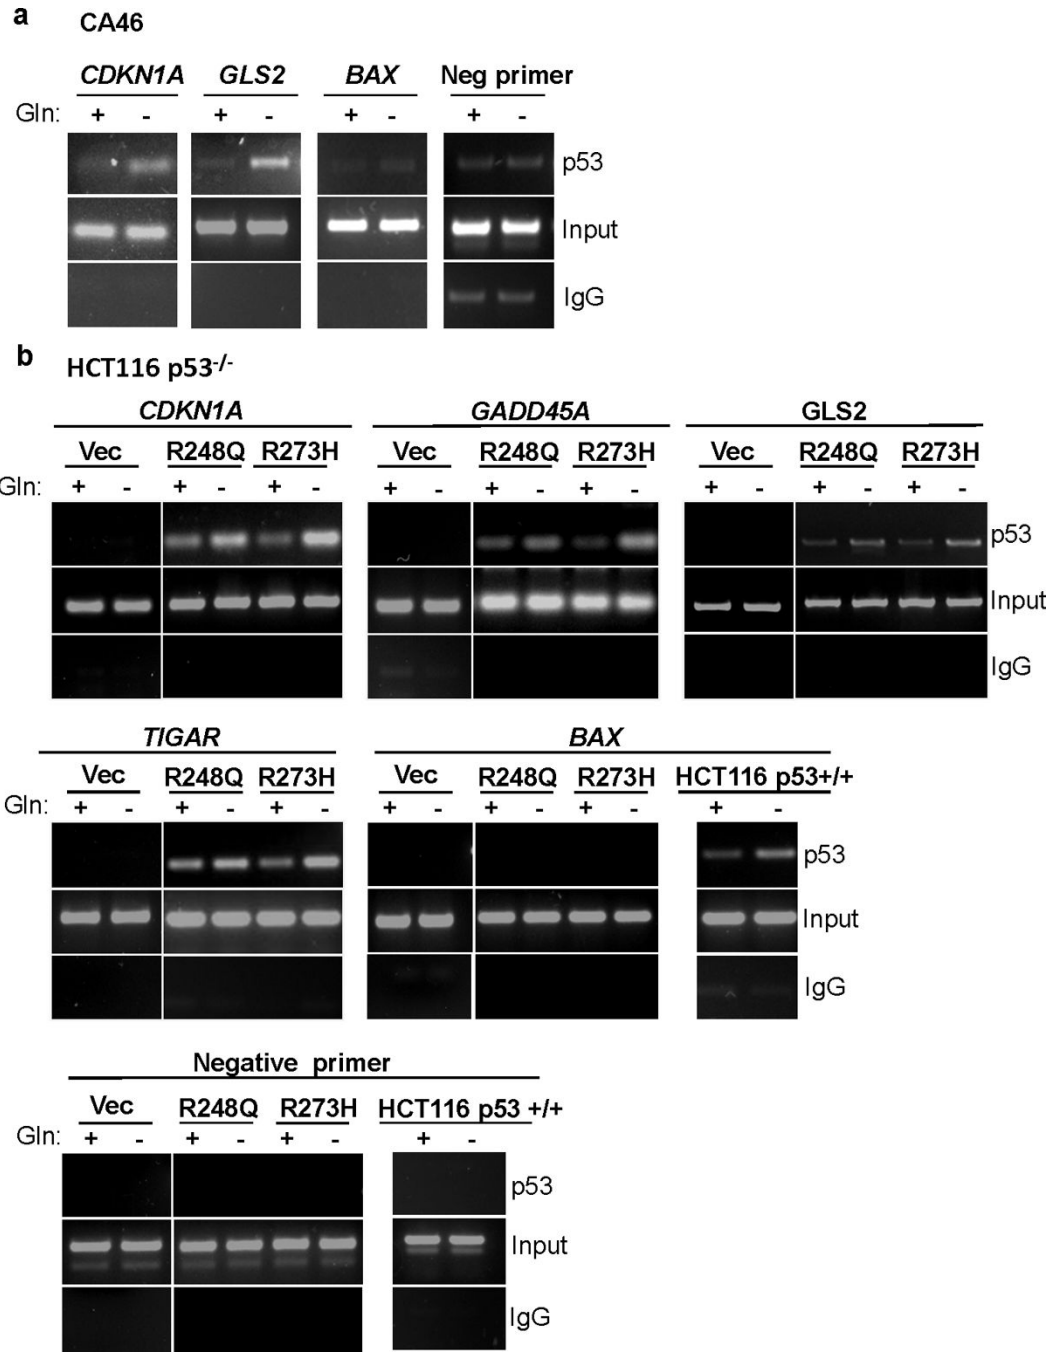 a
CA46
CDKN1A GLS2 BAX Neg primer
Gln: + - + - + - + -
p53
Input
IgG
b
HCT116 p53-/-
CDKN1A GADD45A GLS2
Vec R248Q R273H Vec R248Q R273H Vec R248Q R273H
Gln: + - + - + - + - + - + - + - + - + -
p53
Input
IgG
TIGAR BAX
Vec R248Q R273H Vec R248Q R273H HCT116 p53+/+
Gln: + - + - + - + - + - + - + -
p53
Input
IgG
Negative primer
Vec R248Q R273H HCT116 p53 +/+
Gln: + - + - + - + -
p53
Input
IgG